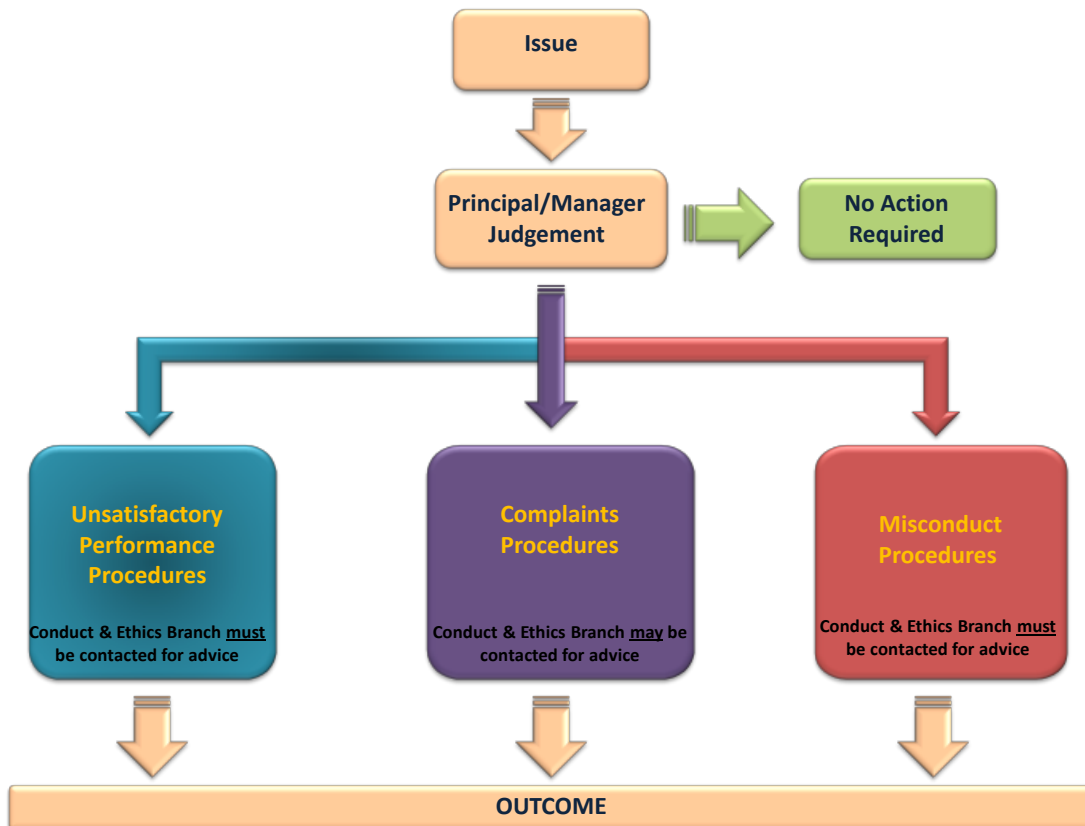 Issue
Principal/Manager
Judgement
No Action
Required
Unsatisfactory
Performance
Procedures
Conduct & Ethics Branch must
be contacted for advice
Complaints
Procedures
Conduct & Ethics Branch may be
contacted for advice
Misconduct
Procedures
Conduct & Ethics Branch must
be contacted for advice
OUTCOME